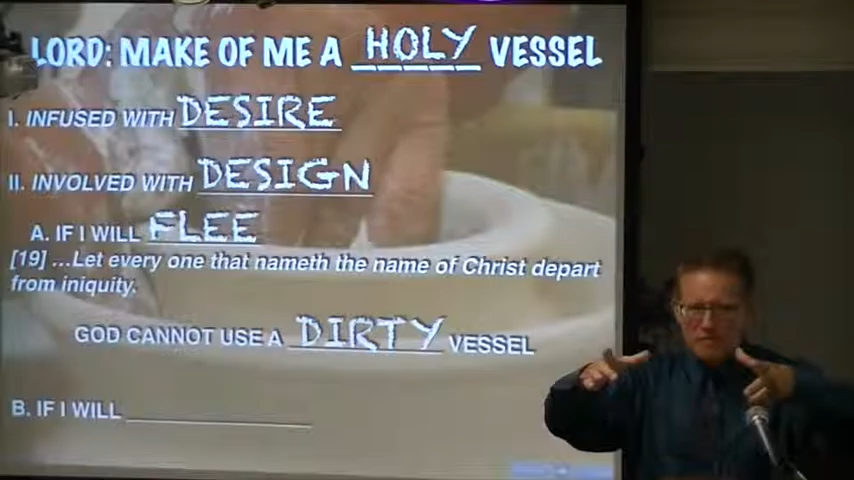 LORD: MAKE OF ME A HOLY VESSEL
I. INFUSED WITH DESIRE
II. INVOLVED WITH DESIGN
A. IF I WILL FLEE
[19] ...Let every one that nameth the name of Christ depart
from iniquity.
GOD CANNOT USE A DIRTY VESSEL
B. IF I WILL